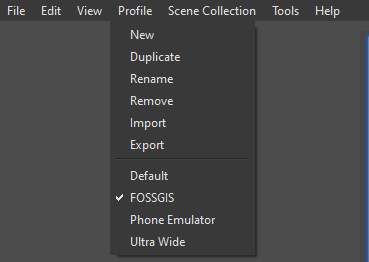 File Edit View Profile Scene Collection Tools Help
New
Duplicate
Rename
Remove
Import
Export
Default
FOSSGIS
Phone Emulator
Ultra Wide